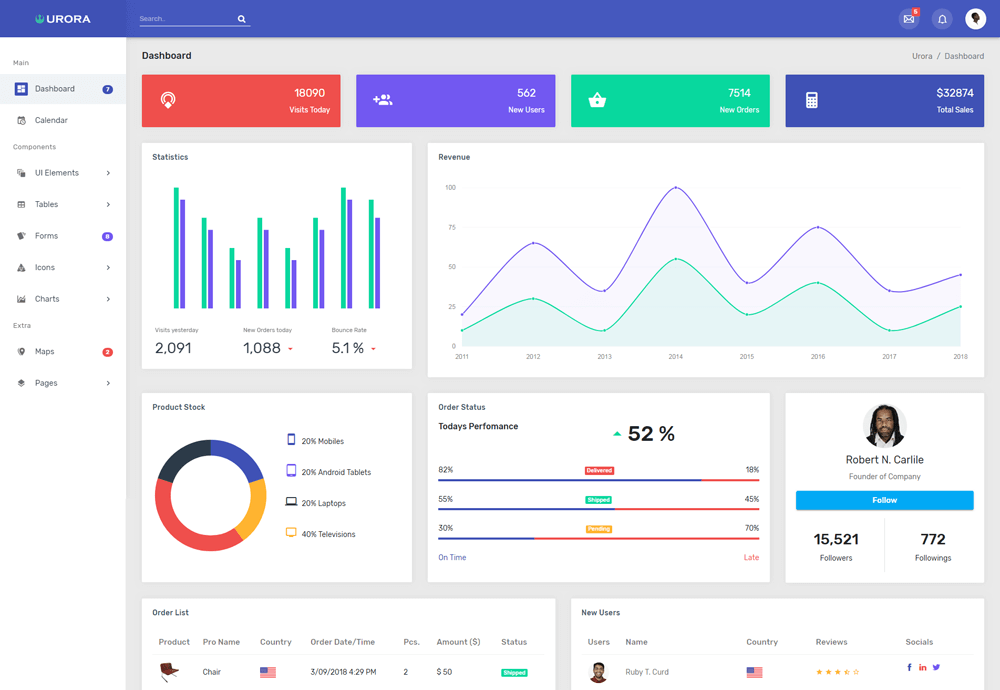 URORA
Search..
5
Main
Dashboard
7
Calendar
Components
UI Elements
Tables
Forms
8
Icons
Charts
Extra
Maps
2
Pages
Dashboard
Urora / Dashboard
18090
Visits Today
562
New Users
7514
New Orders
$32874
Total Sales
Statistics
Visits yesterday
2,091
New Orders today
1,088
Bounce Rate
5.1 %
Revenue
100
75
50
25
0
2011 2012 2013 2014 2015 2016 2017 2018
Product Stock
20% Mobiles
20% Android Tablets
20% Laptops
40% Televisions
Order Status
Todays Perfomance
52 %
82% Delivered 18%
55% Shipped 45%
30% Pending 70%
On Time Late
Robert N. Carlile
Founder of Company
Follow
15,521
Followers
772
Followings
Order List
Product Pro Name Country Order Date/Time Pcs. Amount ($) Status
Chair 3/09/2018 4:29 PM 2 $ 50 Shipped
New Users
Users Name Country Reviews Socials
Ruby T. Curd